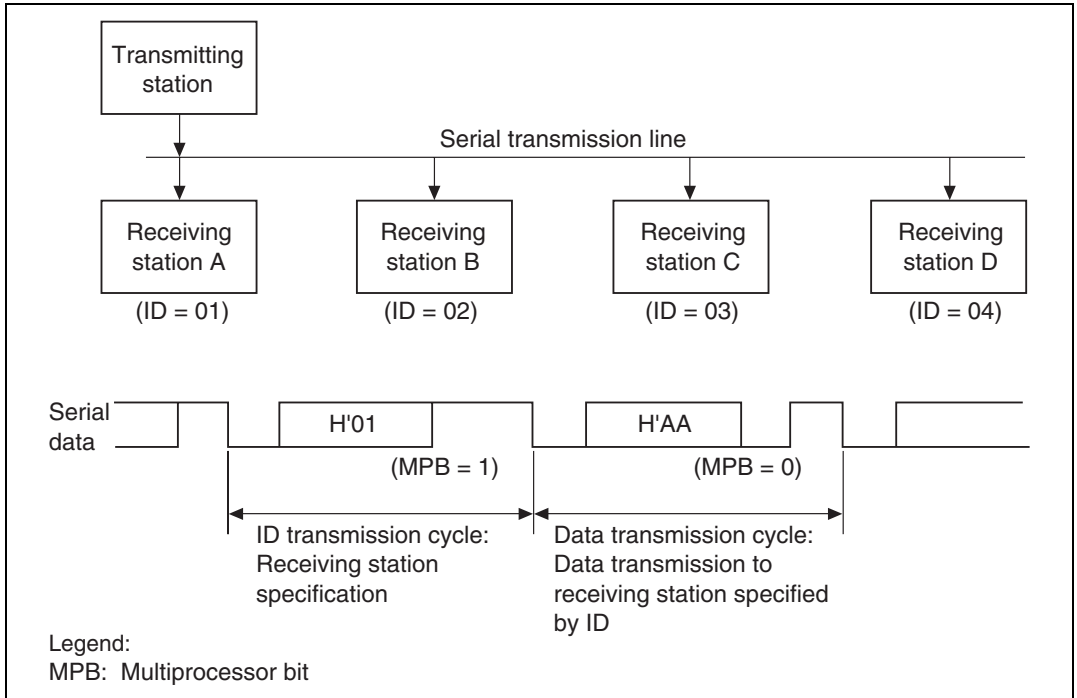 Transmitting
station
Serial transmission line
Receiving
station A
(ID = 01)
Receiving
station B
(ID = 02)
Receiving
station C
(ID = 03)
Receiving
station D
(ID = 04)
Serial
data
H'01
H'AA
(MPB = 1)
(MPB = 0)
ID transmission cycle:
Receiving station
specification
Data transmission cycle:
Data transmission to
receiving station specified
by ID
Legend:
MPB: Multiprocessor bit